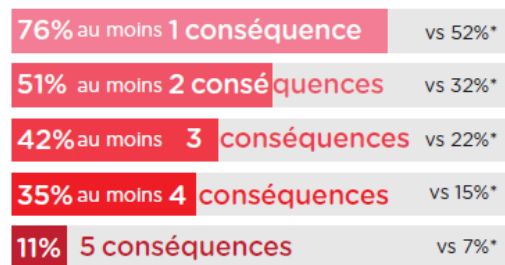 76% au moins 1 conséquence vs 52%*
51% au moins 2 conséquences vs 32%*
42% au moins 3 conséquences vs 22%*
35% au moins 4 conséquences vs 15%*
11% 5 conséquences vs 7%*